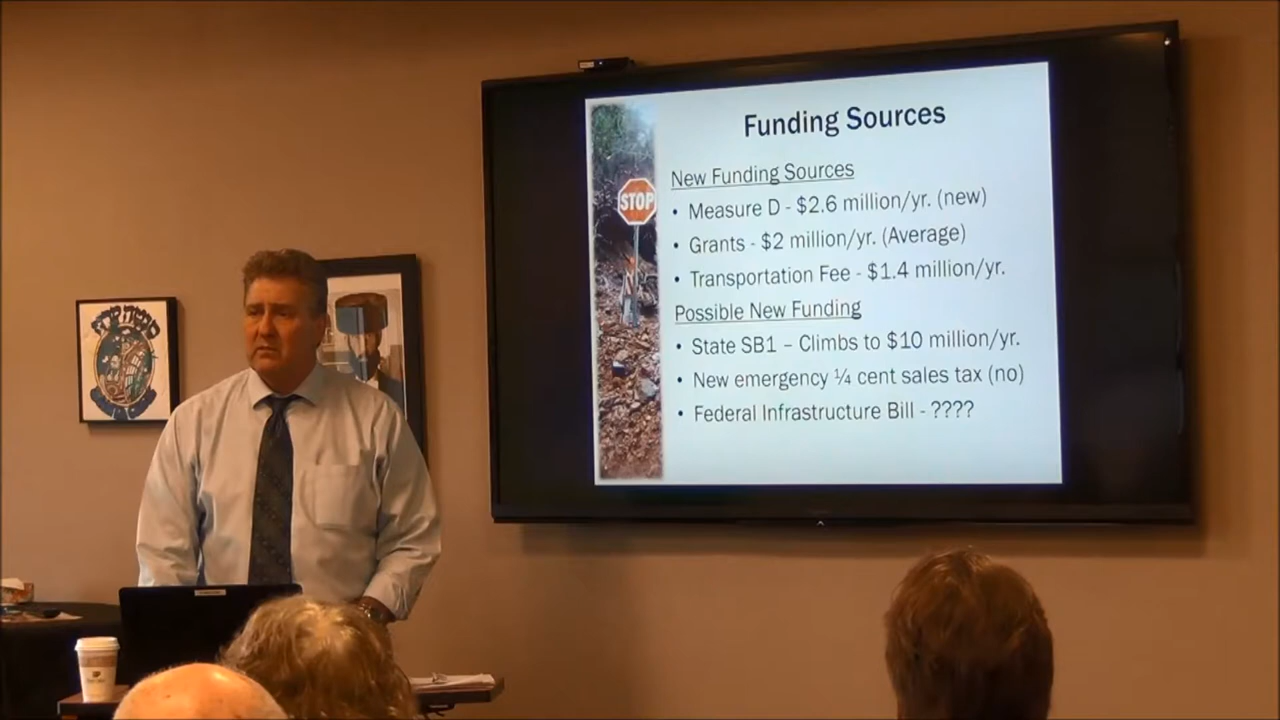 Funding Sources
New Funding Sources
STOP
• Measure D - $2.6 million/yr. (new)
• Grants - $2 million/yr. (Average)
• Transportation Fee - $1.4 million/yr.
Possible New Funding
• State SB1 – Climbs to $10 million/yr.
• New emergency ¼ cent sales tax (no)
• Federal Infrastructure Bill - ????